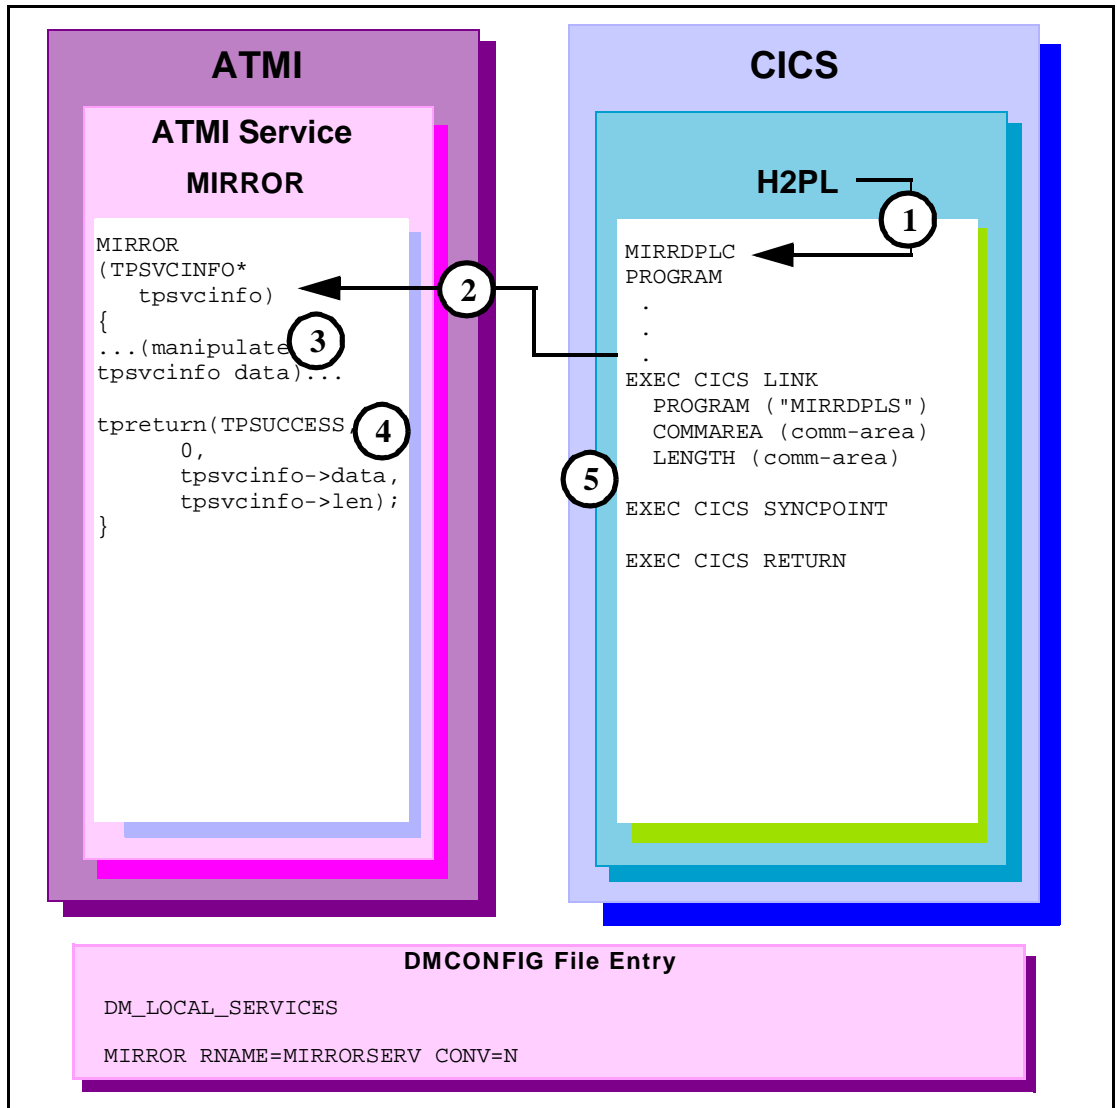 ATMI
ATMI Service
MIRROR
MIRROR
(TPSVCINFO*
tpsvcinfo)
{
...(manipulate
tpsvcinfo data)...
tpreturn(TPSUCCESS,
0,
tpsvcinfo->data,
tpsvcinfo->len);
}
2
3
4
CICS
H2PL
1
MIRRDPLC
PROGRAM
.
.
.
EXEC CICS LINK
PROGRAM ("MIRRDPLS")
COMMAREA (comm-area)
LENGTH (comm-area)
5
EXEC CICS SYNCPOINT
EXEC CICS RETURN
DMCONFIG File Entry
DM_LOCAL_SERVICES
MIRROR RNAME=MIRRORSERV CONV=N